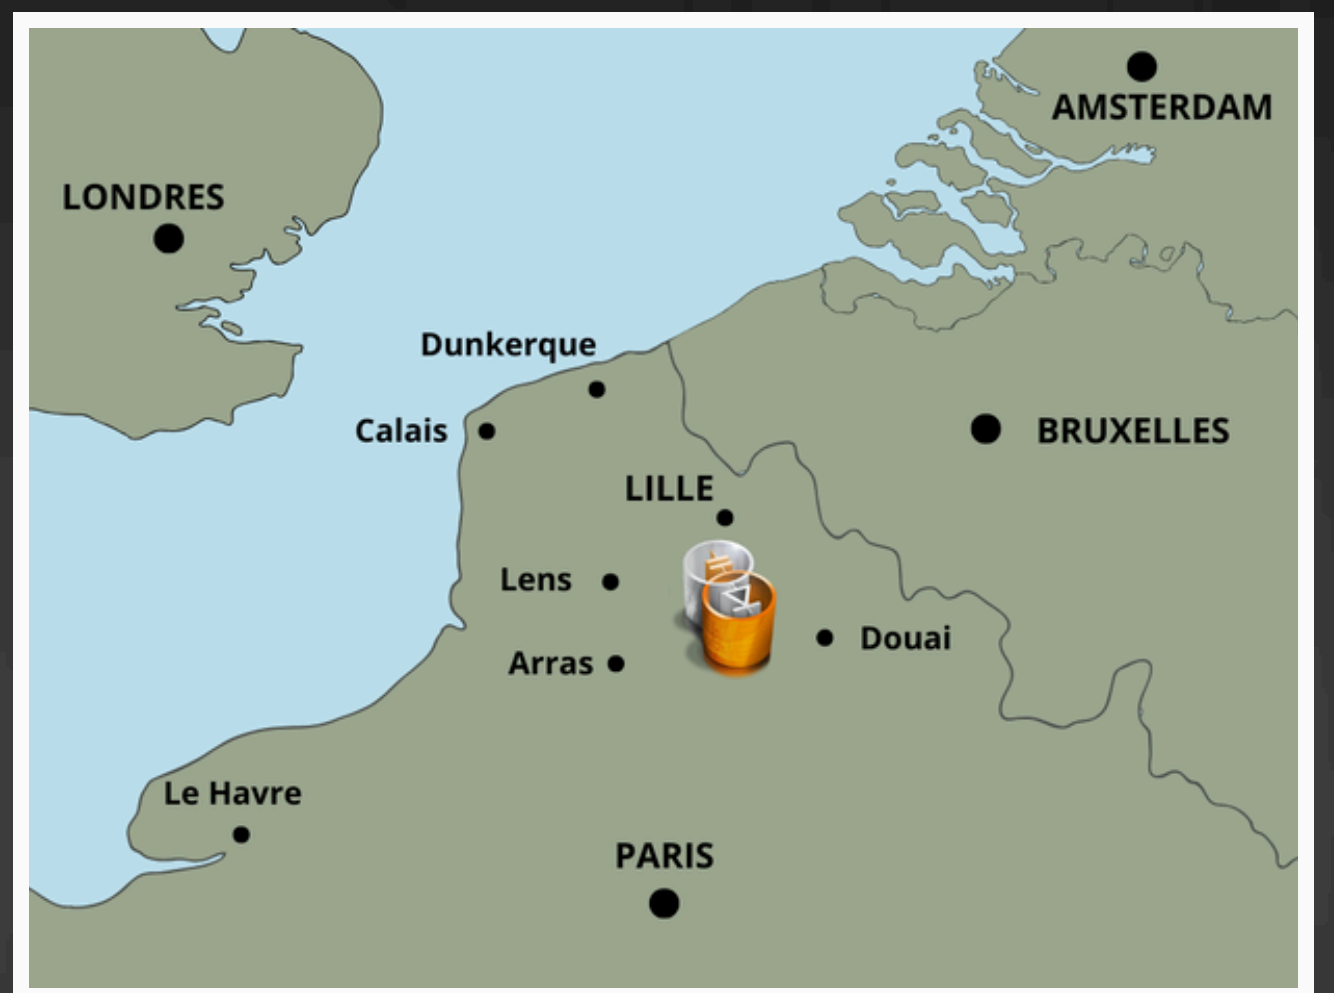 AMSTERDAM
LONDRES
Dunkerque
Calais
BRUXELLES
LILLE
Lens
Douai
Arras
Le Havre
PARIS